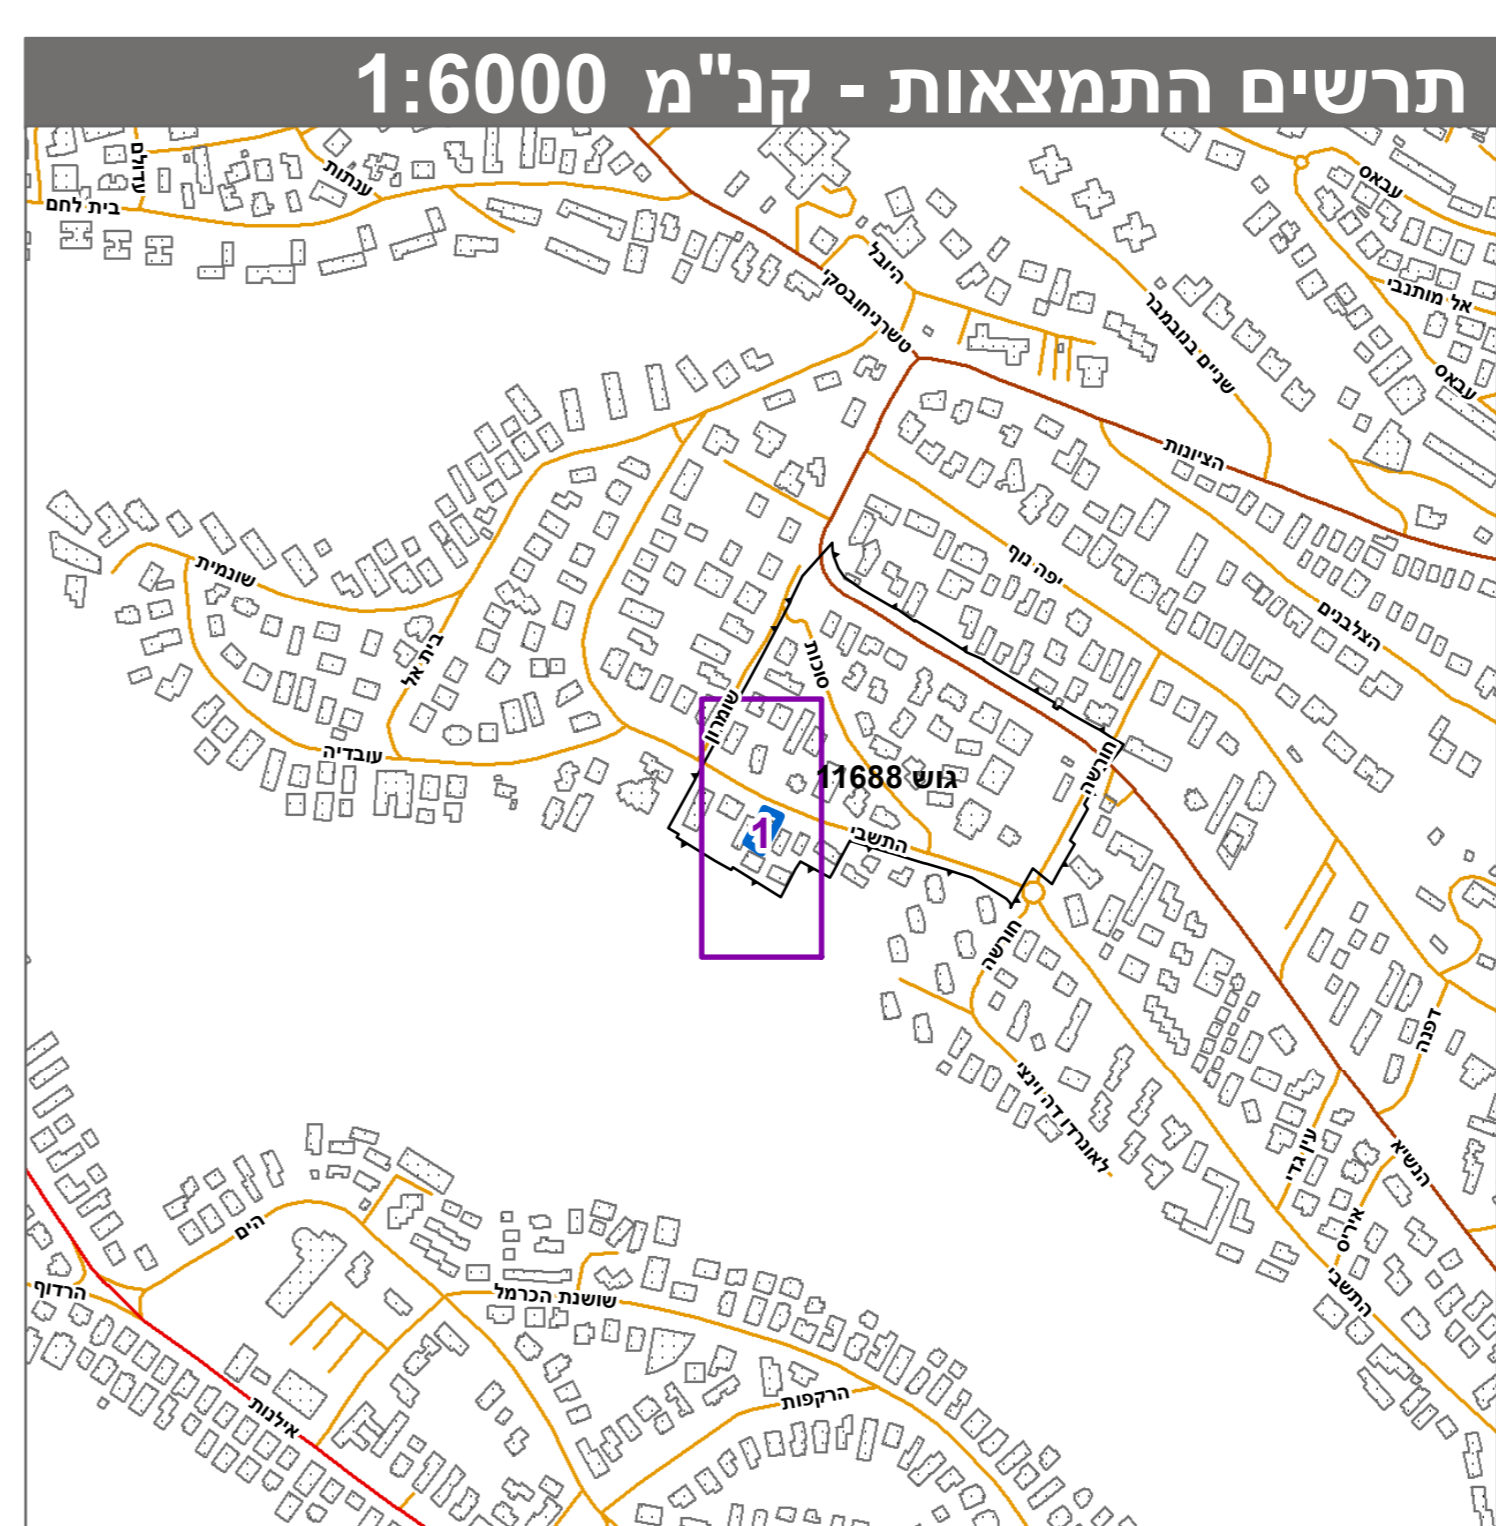 תרשים התמצאות - קנ"מ 1:6000
עדולם
ענתות
בית לחם
עבאס
היובל
טשרניחובסקי
אל מותנבי
שניים בנובמבר
עבאס
הציונות
יפה נוף
שונמית
הצלבנים
בית אל
סוכות
שומרון
עובדיה
חורשה
גוש 11688
1
התשבי
חורשה
דפנה
לאונרדו דה וינצ'י
עין גדי
הנשיא
הים
איריס
התשבי
הרדוף
שושנת הכרמל
הרקפות
אילנות